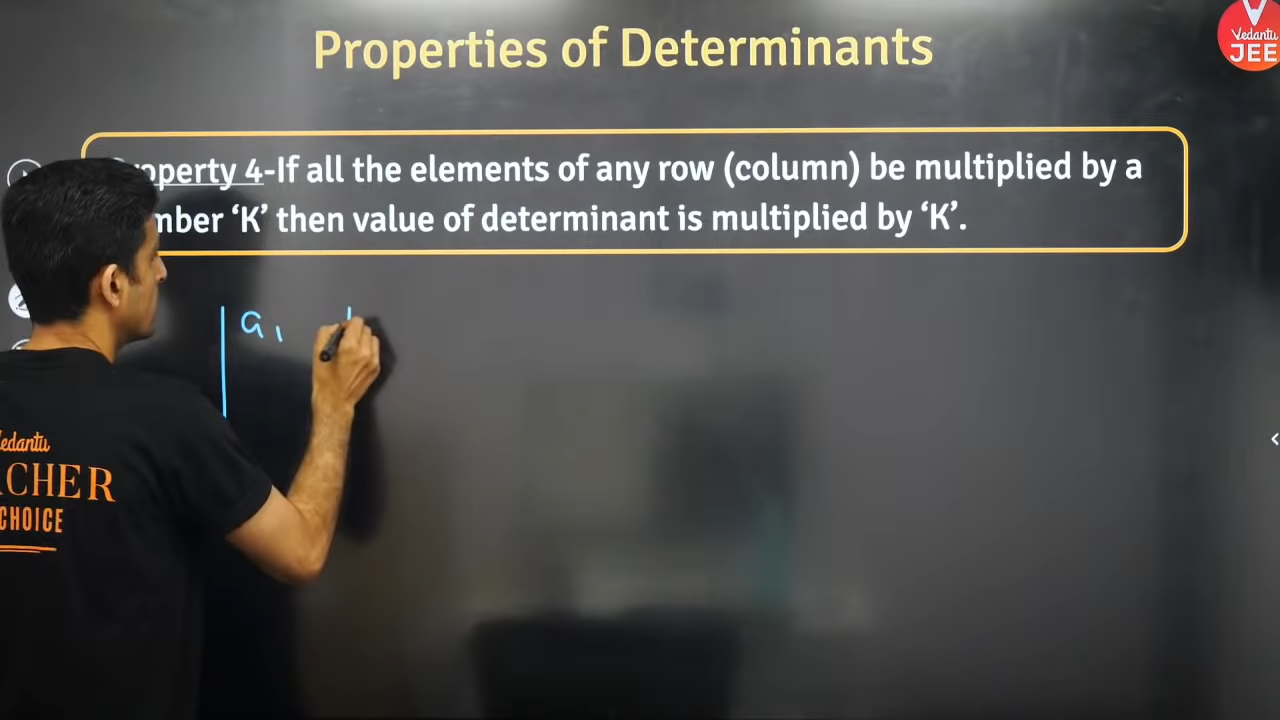 Properties of Determinants
Vedantu
JEE
operty 4-If all the elements of any row (column) be multiplied by a
mber ‘K’ then value of determinant is multiplied by ‘K’.
a₁
edantu
ACHER
CHOICE